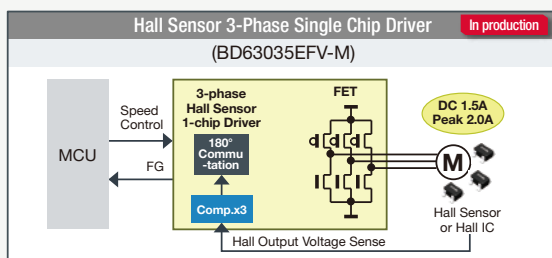 Hall Sensor 3-Phase Single Chip Driver
In production
(BD63035EFV-M)
MCU
Speed
Control
FG
3-phase
Hall Sensor
1-chip Driver
180°
Commu
-tation
Comp.x3
FET
DC 1.5A
Peak 2.0A
M
Hall Sensor
or Hall IC
Hall Output Voltage Sense